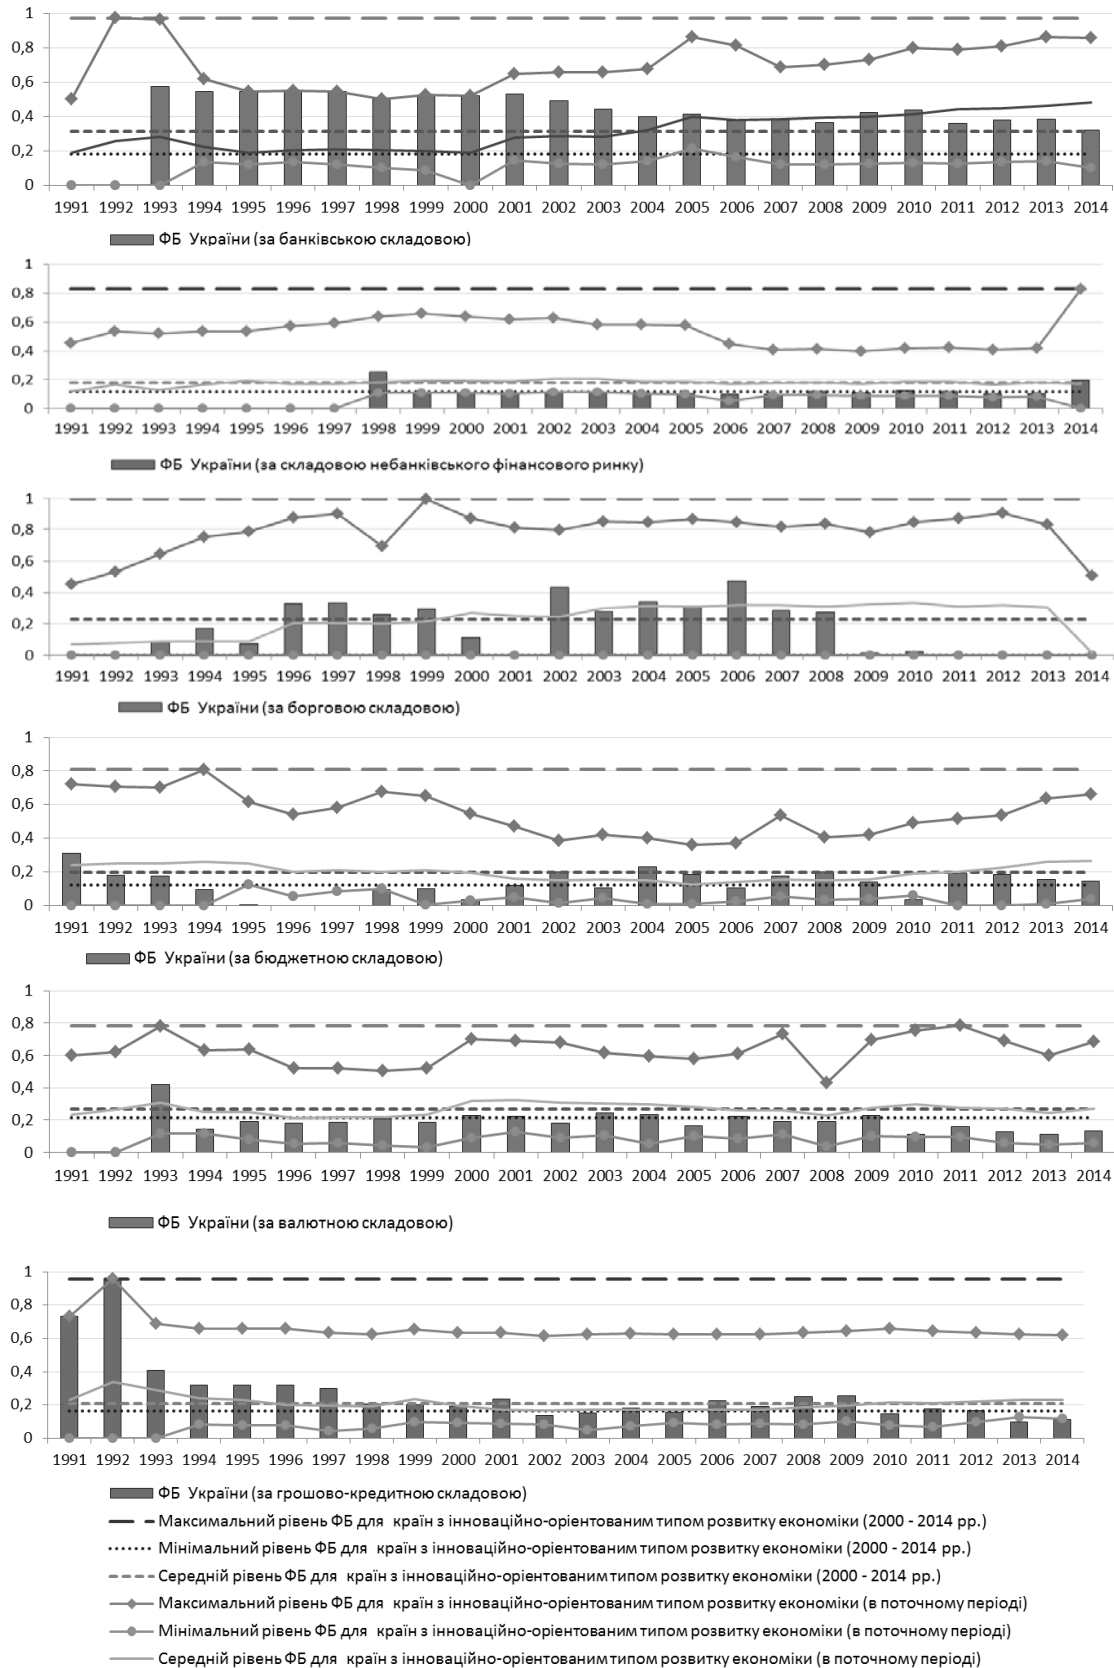 1
0,8
0,6
0,4
0,2
0
1991 1992 1993 1994 1995 1996 1997 1998 1999 2000 2001 2002 2003 2004 2005 2006 2007 2008 2009 2010 2011 2012 2013 2014
ФБ України (за банківською складовою)
1
0,8
0,6
0,4
0,2
0
1991 1992 1993 1994 1995 1996 1997 1998 1999 2000 2001 2002 2003 2004 2005 2006 2007 2008 2009 2010 2011 2012 2013 2014
ФБ України (за складовою небанківського фінансового ринку)
1
0,8
0,6
0,4
0,2
0
1991 1992 1993 1994 1995 1996 1997 1998 1999 2000 2001 2002 2003 2004 2005 2006 2007 2008 2009 2010 2011 2012 2013 2014
ФБ України (за борговою складовою)
1
0,8
0,6
0,4
0,2
0
1991 1992 1993 1994 1995 1996 1997 1998 1999 2000 2001 2002 2003 2004 2005 2006 2007 2008 2009 2010 2011 2012 2013 2014
ФБ України (за бюджетною складовою)
1
0,8
0,6
0,4
0,2
0
1991 1992 1993 1994 1995 1996 1997 1998 1999 2000 2001 2002 2003 2004 2005 2006 2007 2008 2009 2010 2011 2012 2013 2014
ФБ України (за валютною складовою)
1
0,8
0,6
0,4
0,2
0
1991 1992 1993 1994 1995 1996 1997 1998 1999 2000 2001 2002 2003 2004 2005 2006 2007 2008 2009 2010 2011 2012 2013 2014
ФБ України (за грошово-кредитною складовою)
Максимальний рівень ФБ для країн з інноваційно-орієнтованим типом розвитку економіки (2000 - 2014 рр.)
Мінімальний рівень ФБ для країн з інноваційно-орієнтованим типом розвитку економіки (2000 - 2014 рр.)
Середній рівень ФБ для країн з інноваційно-орієнтованим типом розвитку економіки (2000 - 2014 рр.)
Максимальний рівень ФБ для країн з інноваційно-орієнтованим типом розвитку економіки (в поточному періоді)
Мінімальний рівень ФБ для країн з інноваційно-орієнтованим типом розвитку економіки (в поточному періоді)
Середній рівень ФБ для країн з інноваційно-орієнтованим типом розвитку економіки (в поточному періоді)